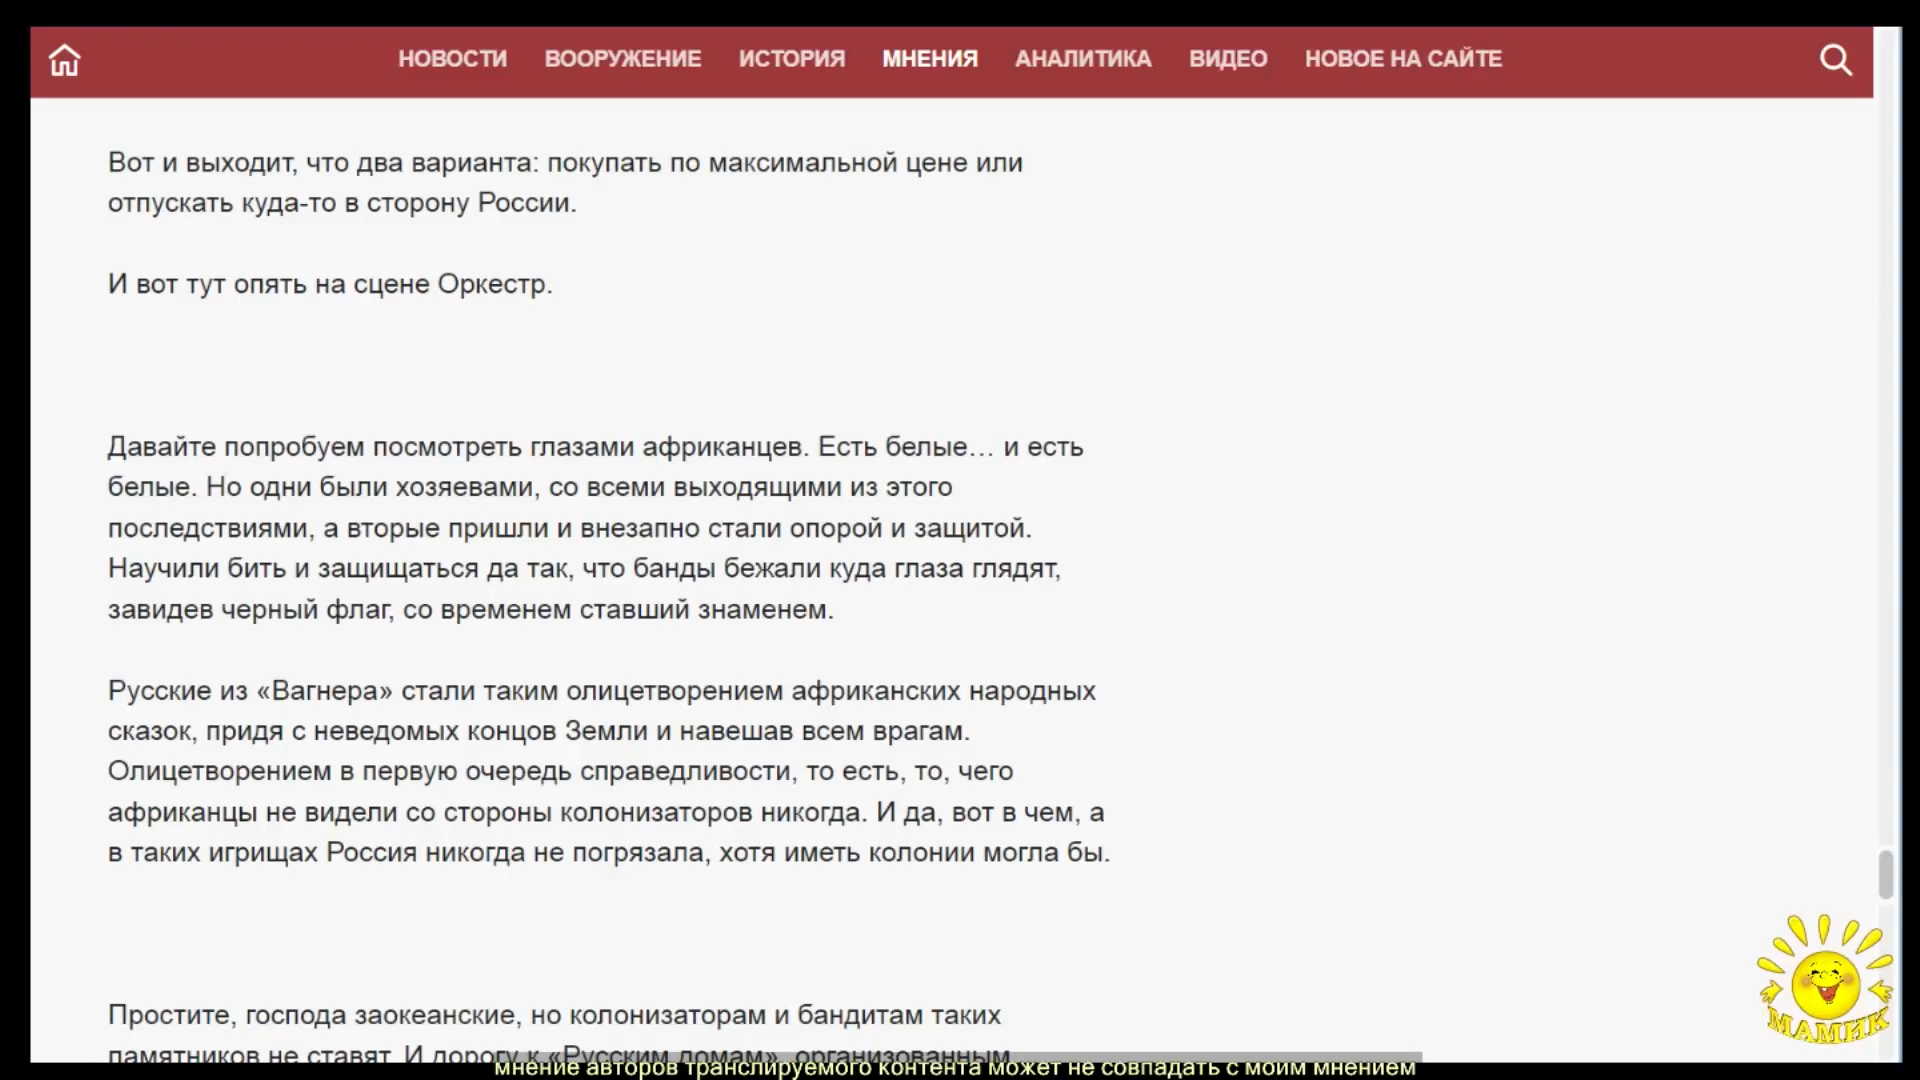 НОВОСТИ ВООРУЖЕНИЕ ИСТОРИЯ МНЕНИЯ АНАЛИТИКА ВИДЕО НОВОЕ НА САЙТЕ
Вот и выходит, что два варианта: покупать по максимальной цене или
отпускать куда-то в сторону России.
И вот тут опять на сцене Оркестр.
Давайте попробуем посмотреть глазами африканцев. Есть белые… и есть
белые. Но одни были хозяевами, со всеми выходящими из этого
последствиями, а вторые пришли и внезапно стали опорой и защитой.
Научили бить и защищаться да так, что банды бежали куда глаза глядят,
завидев черный флаг, со временем ставший знаменем.
Русские из «Вагнера» стали таким олицетворением африканских народных
сказок, придя с неведомых концов Земли и навешав всем врагам.
Олицетворением в первую очередь справедливости, то есть, то, чего
африканцы не видели со стороны колонизаторов никогда. И да, вот в чем, а
в таких игрищах Россия никогда не погрязала, хотя иметь колонии могла бы.
Простите, господа заокеанские, но колонизаторам и бандитам таких
памятников не ставят. И дорогу к «Русским домам», организованным
МАМИК
мнение авторов транслируемого контента может не совпадать с моим мнением